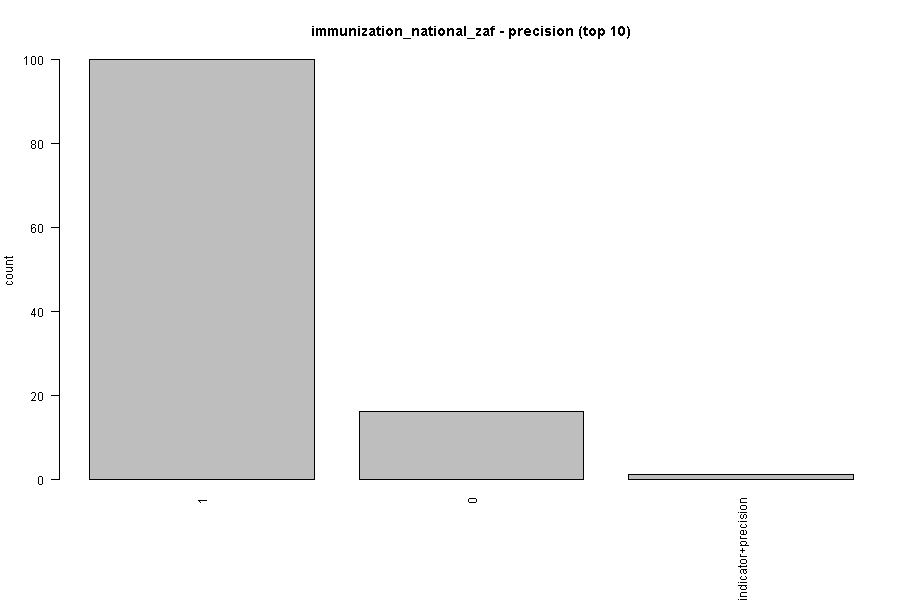 immunization_national_zaf - precision (top 10)
count
100
80
60
40
20
0
1
0
indicator+precision